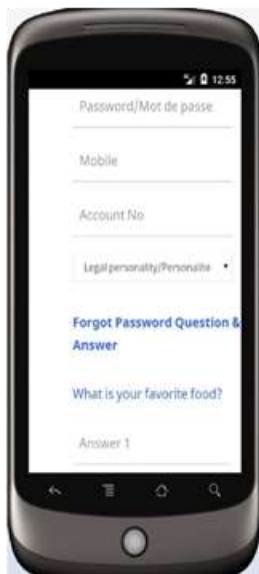 12:55
Password/Mot de passe
Mobile
Account No
Legal personality/Personalite
Forgot Password Question &
Answer
What is your favorite food?
Answer 1